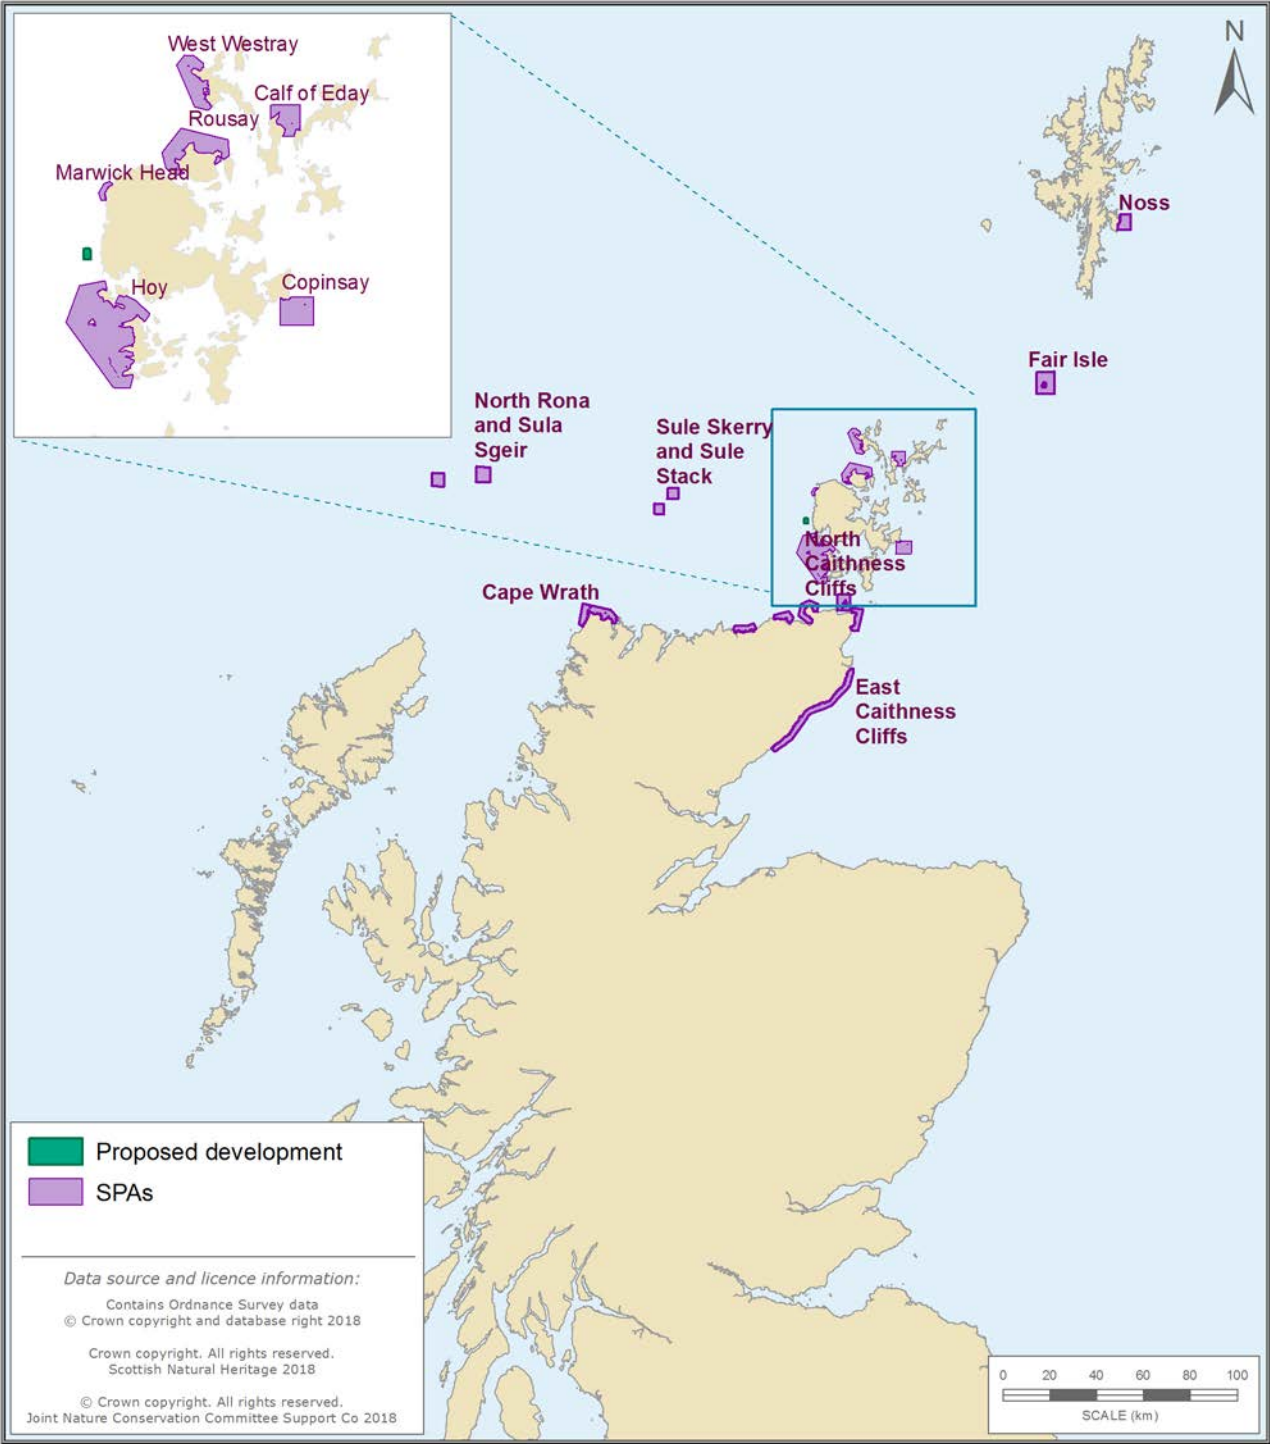 West Westray
Calf of Eday
Rousay
Marwick Head
Hoy
Copinsay
N
Noss
Fair Isle
North Rona
and Sula
Sgeir
Sule Skerry
and Sule
Stack
North
Caithness
Cliffs
Cape Wrath
East
Caithness
Cliffs
Proposed development
SPAs
Data source and licence information:
Contains Ordnance Survey data
© Crown copyright and database right 2018
Crown copyright. All rights reserved.
Scottish Natural Heritage 2018
© Crown copyright. All rights reserved.
Joint Nature Conservation Committee Support Co 2018
0 20 40 60 80 100
SCALE (km)